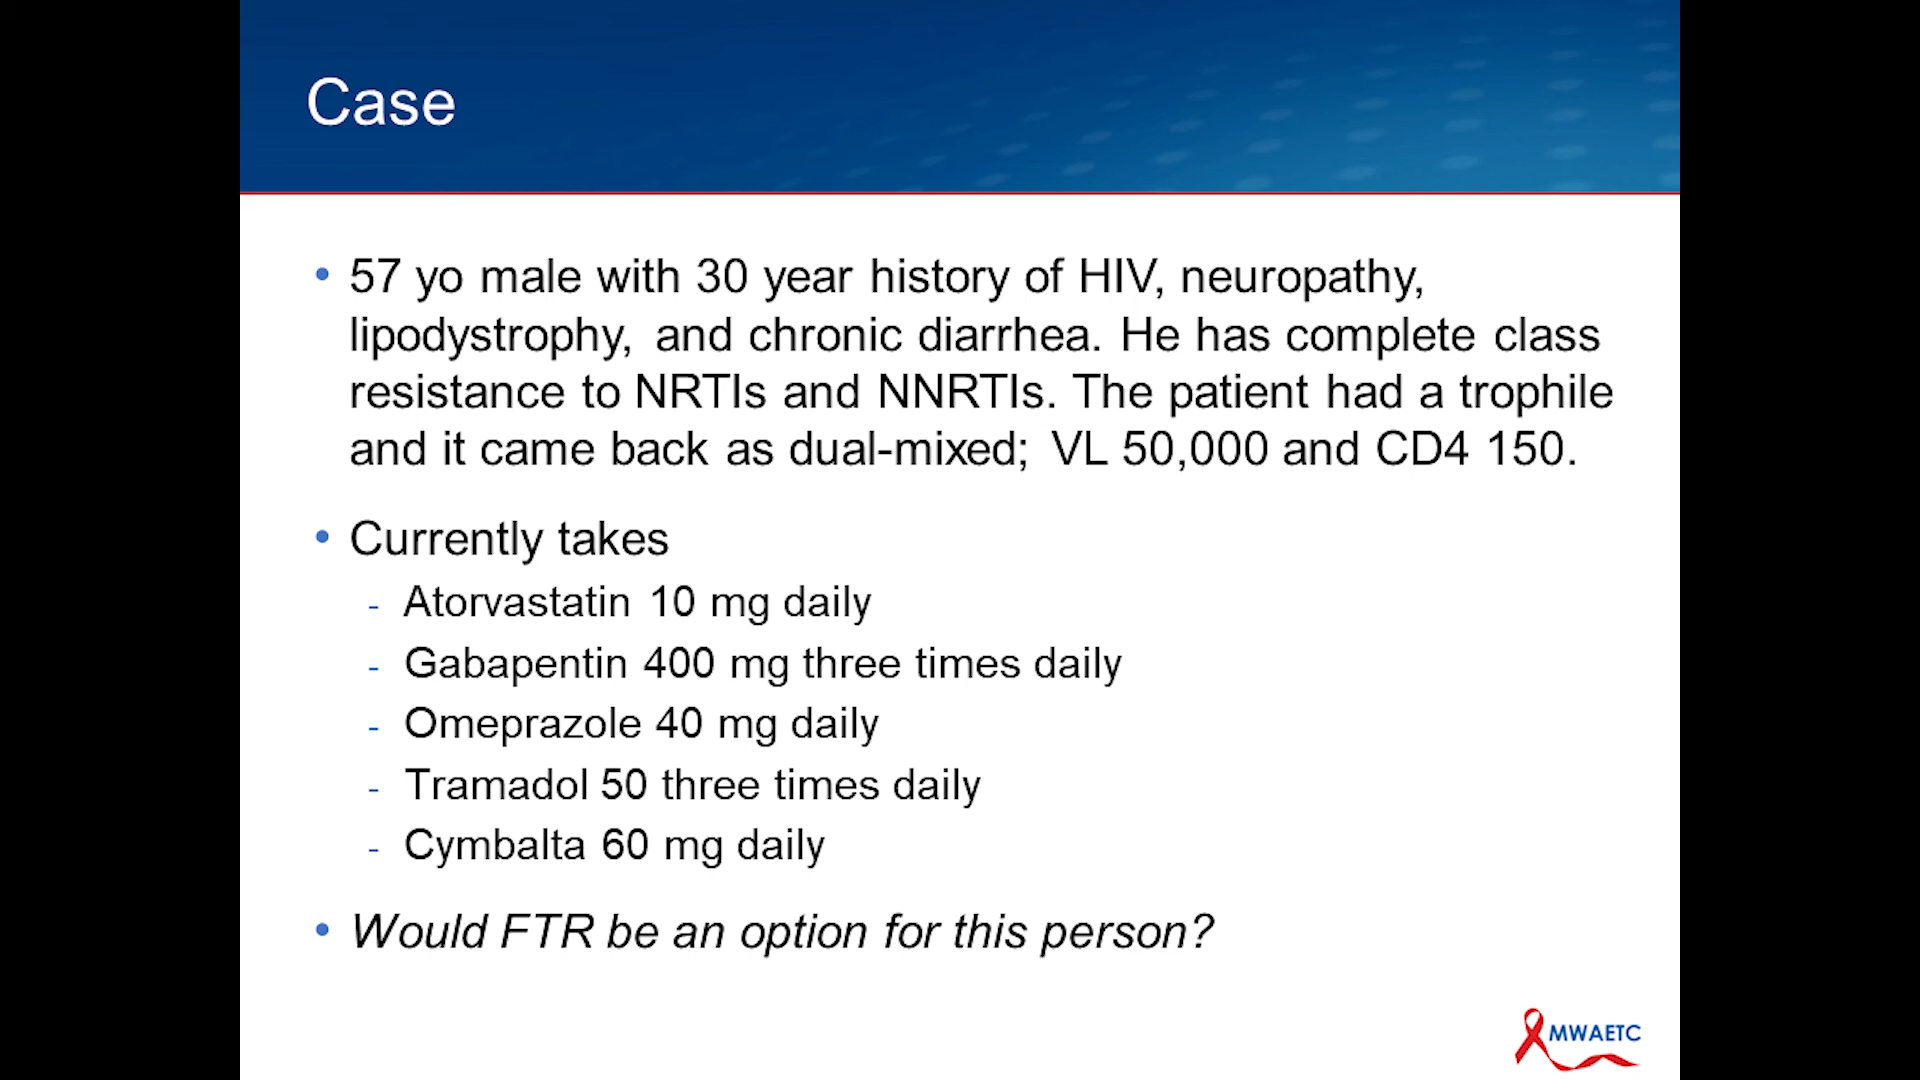 Case
• 57 yo male with 30 year history of HIV, neuropathy,
lipodystrophy, and chronic diarrhea. He has complete class
resistance to NRTIs and NNRTIs. The patient had a trophile
and it came back as dual-mixed; VL 50,000 and CD4 150.
• Currently takes
- Atorvastatin 10 mg daily
- Gabapentin 400 mg three times daily
- Omeprazole 40 mg daily
- Tramadol 50 three times daily
- Cymbalta 60 mg daily
• Would FTR be an option for this person?
MWAETC